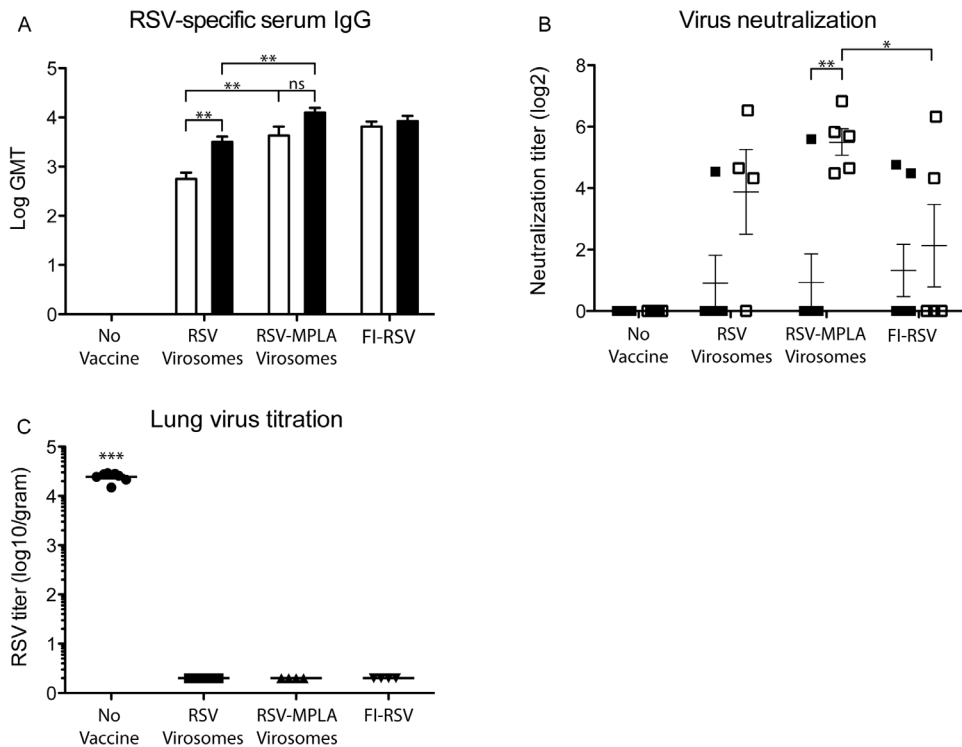 A
RSV-specific serum IgG
Log GMT
5
4
3
2
1
0
**
**
**
ns
No Vaccine
RSV Virosomes
RSV-MPLA Virosomes
FI-RSV
B
Virus neutralization
Neutralization titer (log2)
8
6
4
2
0
**
*
No Vaccine
RSV Virosomes
RSV-MPLA Virosomes
FI-RSV
C
Lung virus titration
RSV titer (log10/gram)
5
4
3
2
1
0
***
No Vaccine
RSV Virosomes
RSV-MPLA Virosomes
FI-RSV